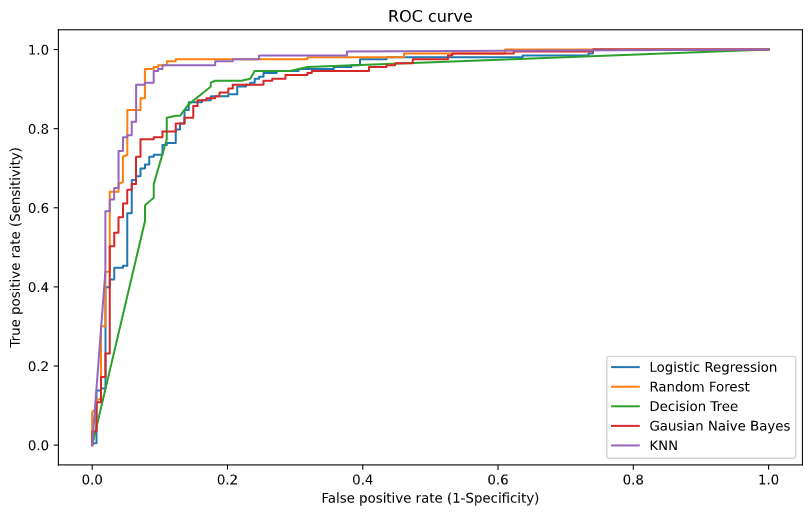 ROC curve
True positive rate (Sensitivity)
1.0
0.8
0.6
0.4
0.2
0.0
Logistic Regression
Random Forest
Decision Tree
Gausian Naive Bayes
KNN
0.0 0.2 0.4 0.6 0.8 1.0
False positive rate (1-Specificity)